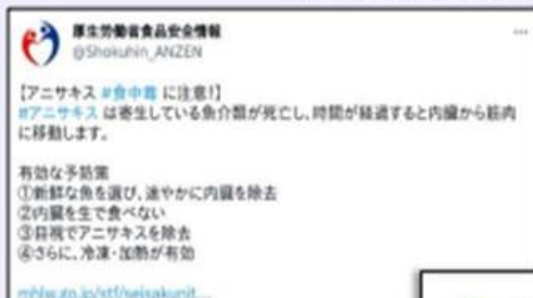 厚生労働省食品安全情報
@Shokuhin_ANZEN
【アニサキス #食中毒 に注意!】
#アニサキス は寄生している魚介類が死亡し、時間が経過すると内臓から筋肉
に移動します。
有効な予防策
①新鮮な魚を選び、速やかに内臓を除去
②内臓を生で食べない
③目視でアニサキスを除去
④さらに、冷凍・加熱が有効
mhlw.go.jp/stf/seisakunit...